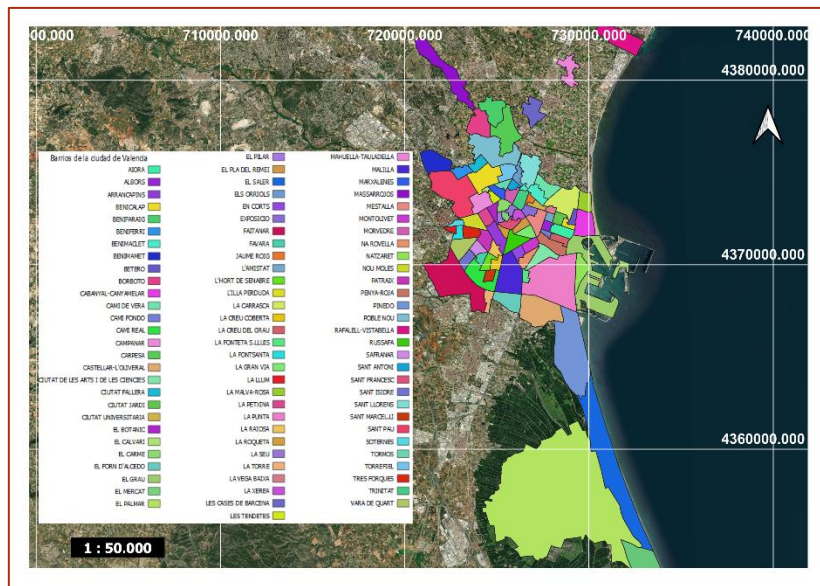 00.000 710000.000 720000.000 730000.000 740000.000
4380000.000
4370000.000
4360000.000
Barrios de la ciudad de Valencia
AIORA
ALBORS
ARRANCAPINS
BENICALAP
BENIFARAIG
BENIFERRI
BENIMACLET
BENIMAMET
BETERO
BORBOTO
CABANYAL-CANYAMELAR
CAMI DE VERA
CAMI FONDO
CAMI REAL
CAMPANAR
CARPESA
CASTELLAR-L'OLIVERAL
CIUTAT DE LES ARTS I DE LES CIENCIES
CIUTAT FALLERA
CIUTAT JARDI
CIUTAT UNIVERSITARIA
EL BOTANIC
EL CALVARI
EL CARME
EL FORN D'ALCEDO
EL GRAU
EL MERCAT
EL PALMAR
EL PILAR
EL PLA DEL REMEI
EL SALER
ELS ORRIOLS
EN CORTS
EXPOSICIO
FAITANAR
FAVARA
JAUME ROIG
L'AMISTAT
L'HORT DE SENABRE
L'ILLA PERDUDA
LA CARRASCA
LA CREU COBERTA
LA CREU DEL GRAU
LA FONTETA S.LLUIS
LA FONTSANTA
LA GRAN VIA
LA LLUM
LA MALVA-ROSA
LA PETXINA
LA PUNTA
LA RAIOSA
LA ROQUETA
LA SEU
LA TORRE
LA VEGA BAIXA
LA XEREA
LES CASES DE BARCENA
LES TENDETES
MAHUELLA-TAULADELLA
MALILLA
MARXALENES
MASSARROJOS
MESTALLA
MONTOLIVET
MORVEDRE
NA ROVELLA
NATZARET
NOU MOLES
PATRAIX
PENYA-ROJA
PINEDO
POBLE NOU
RAFALELL-VISTABELLA
RUSSAFA
SAFRANAR
SANT ANTONI
SANT FRANCESC
SANT ISIDRE
SANT LLORENS
SANT MARCEL.LI
SANT PAU
SOTERNES
TORMOS
TORREFIEL
TRES FORQUES
TRINITAT
VARA DE QUART
1 : 50.000